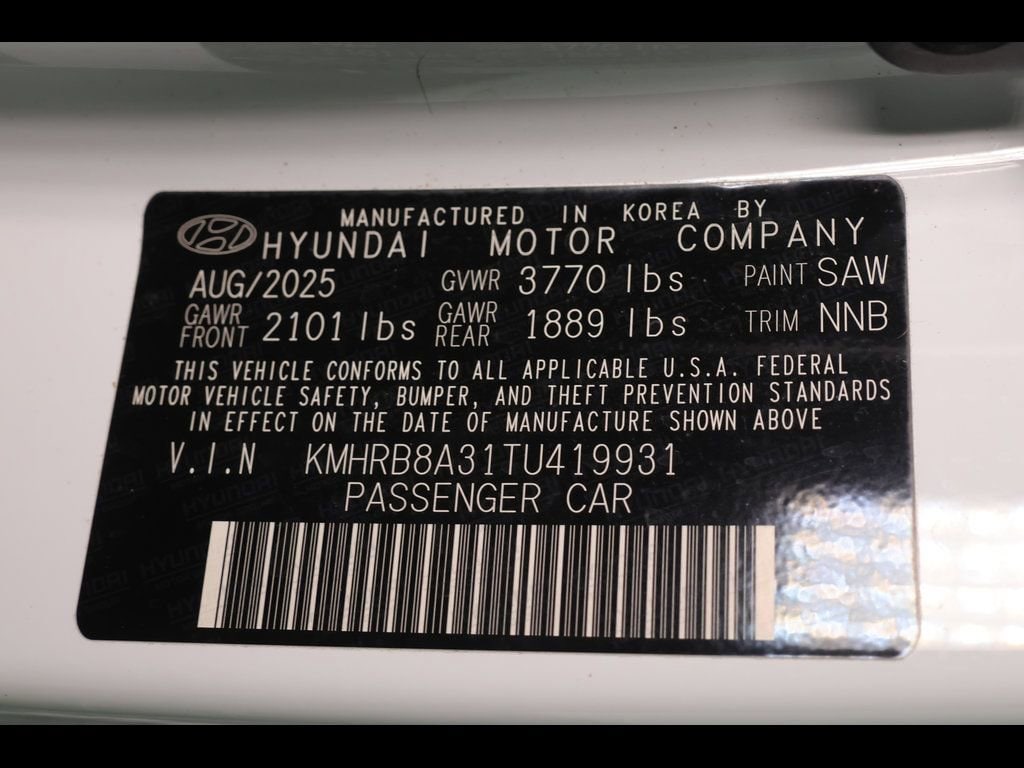 MANUFACTURED IN KOREA BY
HYUNDAI MOTOR COMPANY
AUG/2025 GVWR 3770 lbs PAINT SAW
GAWR FRONT 2101 lbs GAWR REAR 1889 lbs TRIM NNB
THIS VEHICLE CONFORMS TO ALL APPLICABLE U.S.A. FEDERAL
MOTOR VEHICLE SAFETY, BUMPER, AND THEFT PREVENTION STANDARDS
IN EFFECT ON THE DATE OF MANUFACTURE SHOWN ABOVE
V.I.N KMHRB8A31TU419931
PASSENGER CAR